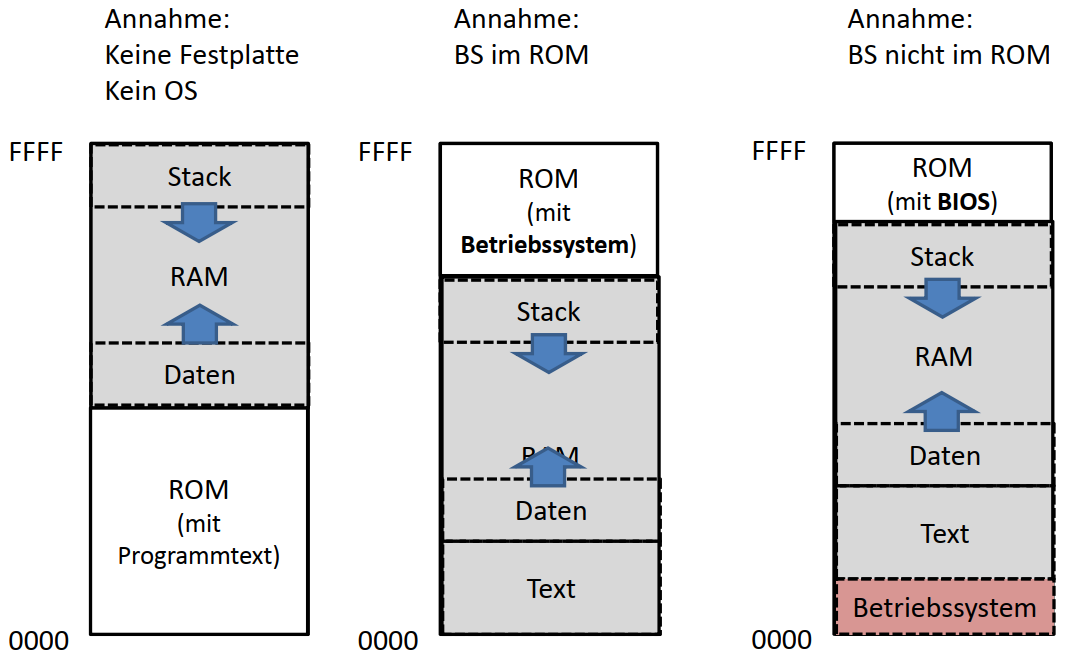 Annahme:
Keine Festplatte
Kein OS
FFFF
Stack
RAM
Daten
ROM
(mit
Programmtext)
0000
Annahme:
BS im ROM
FFFF
ROM
(mit
Betriebssystem)
Stack
RAM
Daten
Text
0000
Annahme:
BS nicht im ROM
FFFF
ROM
(mit BIOS)
Stack
RAM
Daten
Text
Betriebssystem
0000